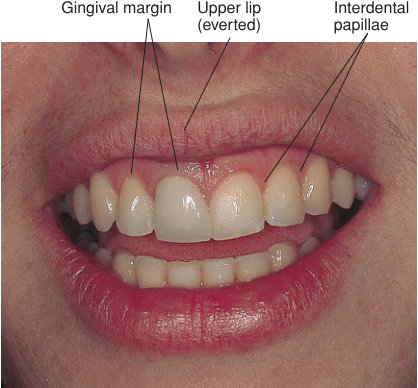 Gingival margin
Upper lip
(everted)
Interdental
papillae